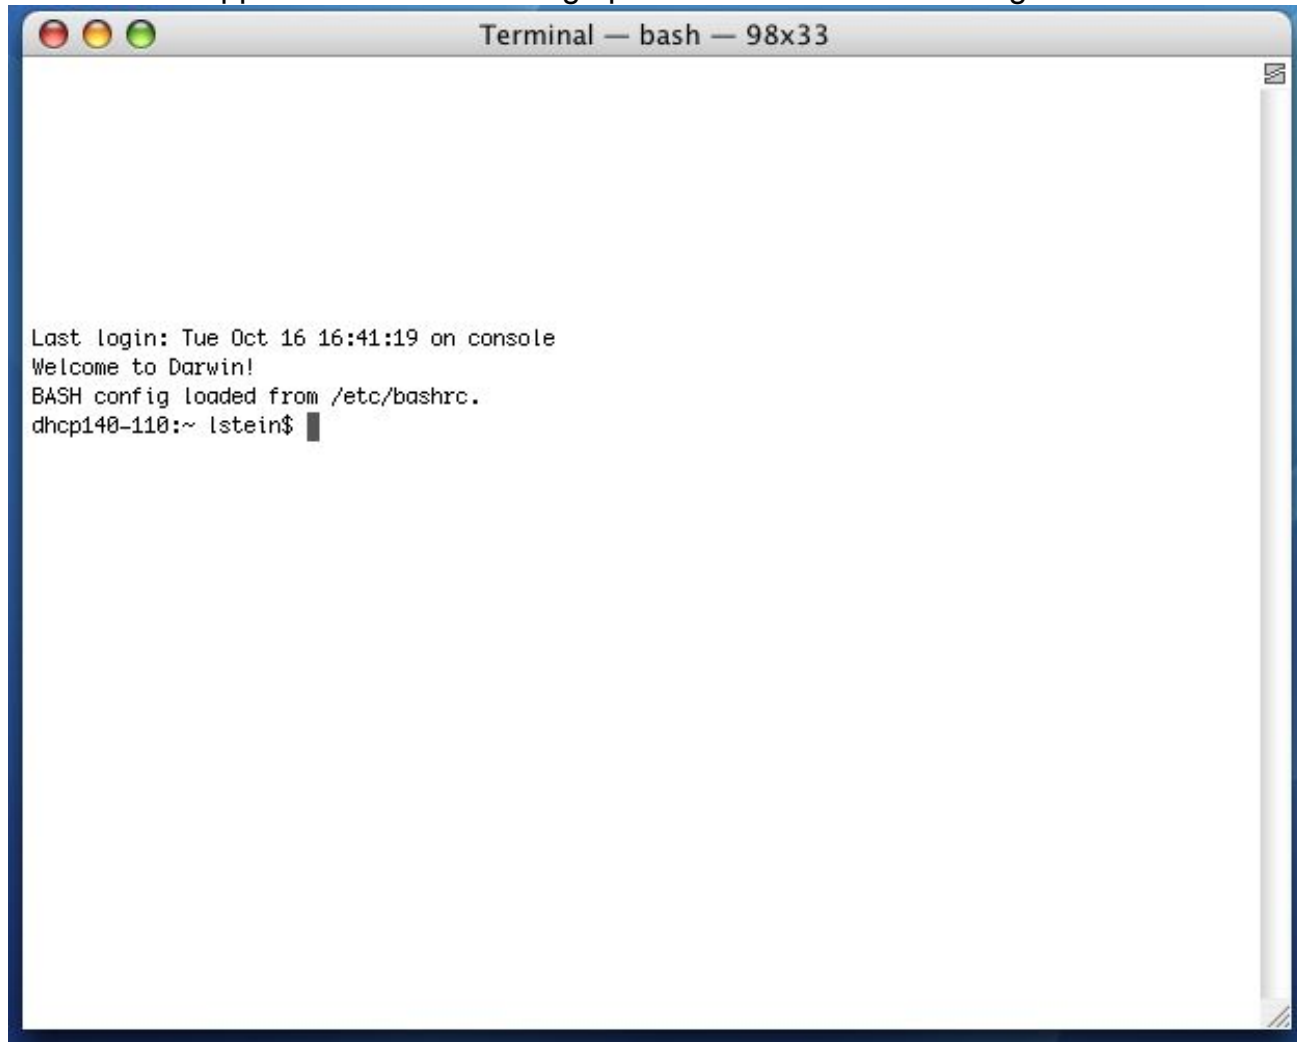 Terminal — bash — 98x33
Last login: Tue Oct 16 16:41:19 on console
Welcome to Darwin!
BASH config loaded from /etc/bashrc.
dhcp140-110:~ lstein$